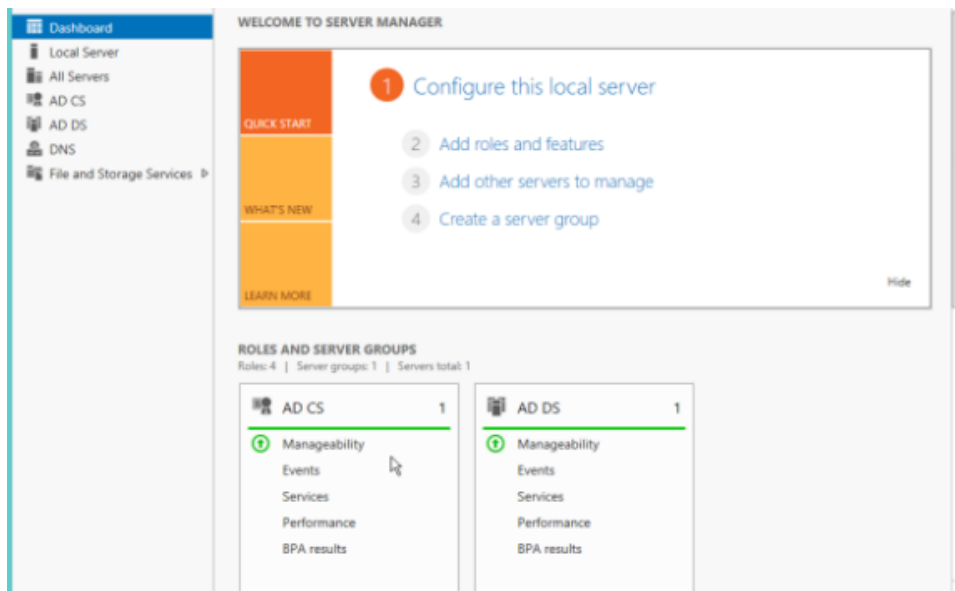 Dashboard
Local Server
All Servers
AD CS
AD DS
DNS
File and Storage Services
WELCOME TO SERVER MANAGER
QUICK START
WHAT'S NEW
LEARN MORE
1 Configure this local server
2 Add roles and features
3 Add other servers to manage
4 Create a server group
Hide
ROLES AND SERVER GROUPS
Roles: 4 | Server groups: 1 | Servers total: 1
AD CS 1
Manageability
Events
Services
Performance
BPA results
AD DS 1
Manageability
Events
Services
Performance
BPA results